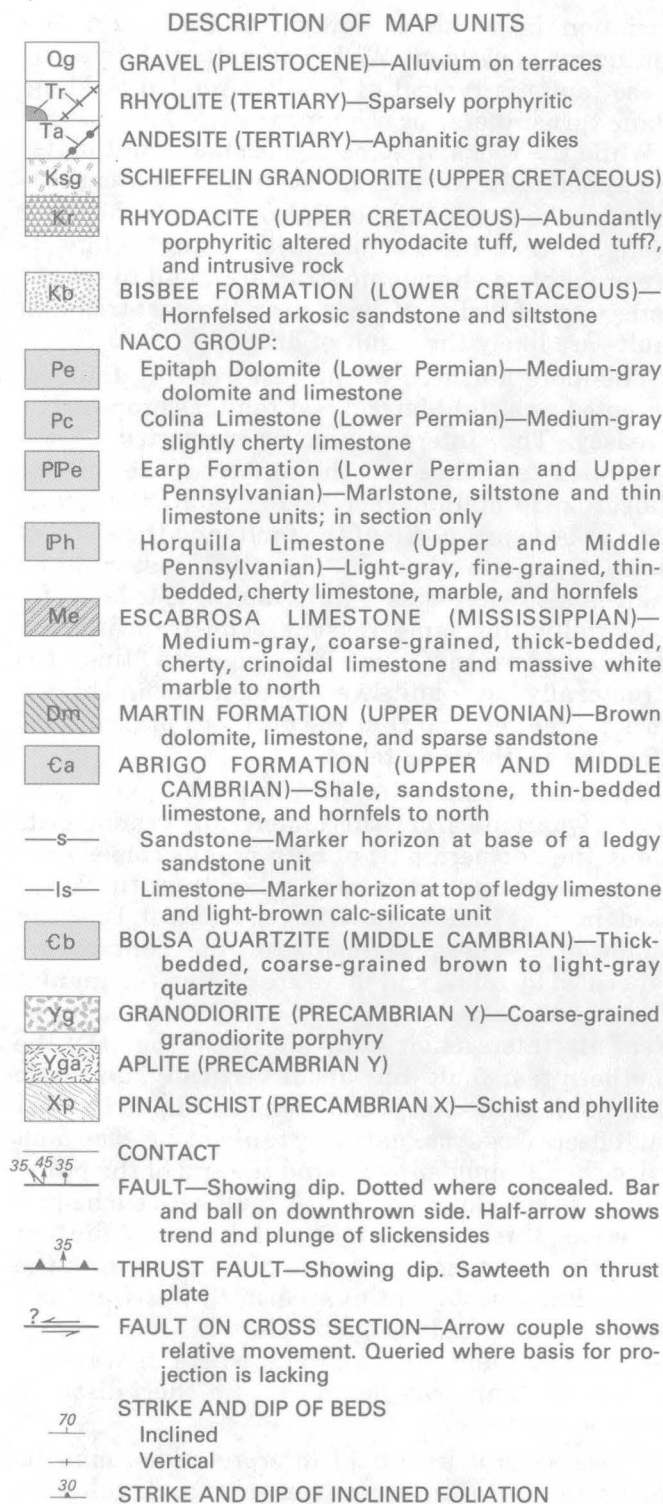 DESCRIPTION OF MAP UNITS
Qg GRAVEL (PLEISTOCENE)—Alluvium on terraces
Tr RHYOLITE (TERTIARY)—Sparsely porphyritic
Ta ANDESITE (TERTIARY)—Aphanitic gray dikes
Ksg SCHIEFFELIN GRANODIORITE (UPPER CRETACEOUS)
Kr RHYODACITE (UPPER CRETACEOUS)—Abundantly
porphyritic altered rhyodacite tuff, welded tuff?,
and intrusive rock
Kb BISBEE FORMATION (LOWER CRETACEOUS)—
Hornfelsed arkosic sandstone and siltstone
NACO GROUP:
Pe Epitaph Dolomite (Lower Permian)—Medium-gray
dolomite and limestone
Pc Colina Limestone (Lower Permian)—Medium-gray
slightly cherty limestone
PℙPe Earp Formation (Lower Permian and Upper
Pennsylvanian)—Marlstone, siltstone and thin
limestone units; in section only
ℙh Horquilla Limestone (Upper and Middle
Pennsylvanian)—Light-gray, fine-grained, thin-
bedded, cherty limestone, marble, and hornfels
Me ESCABROSA LIMESTONE (MISSISSIPPIAN)—
Medium-gray, coarse-grained, thick-bedded,
cherty, crinoidal limestone and massive white
marble to north
Dm MARTIN FORMATION (UPPER DEVONIAN)—Brown
dolomite, limestone, and sparse sandstone
Єa ABRIGO FORMATION (UPPER AND MIDDLE
CAMBRIAN)—Shale, sandstone, thin-bedded
limestone, and hornfels to north
—s— Sandstone—Marker horizon at base of a ledgy
sandstone unit
—ls— Limestone—Marker horizon at top of ledgy limestone
and light-brown calc-silicate unit
Єb BOLSA QUARTZITE (MIDDLE CAMBRIAN)—Thick-
bedded, coarse-grained brown to light-gray
quartzite
Yg GRANODIORITE (PRECAMBRIAN Y)—Coarse-grained
granodiorite porphyry
Yga APLITE (PRECAMBRIAN Y)
Xp PINAL SCHIST (PRECAMBRIAN X)—Schist and phyllite
CONTACT
35 45 35 FAULT—Showing dip. Dotted where concealed. Bar
and ball on downthrown side. Half-arrow shows
trend and plunge of slickensides
35 THRUST FAULT—Showing dip. Sawteeth on thrust
plate
? FAULT ON CROSS SECTION—Arrow couple shows
relative movement. Queried where basis for pro-
jection is lacking
STRIKE AND DIP OF BEDS
70 Inclined
Vertical
30 STRIKE AND DIP OF INCLINED FOLIATION